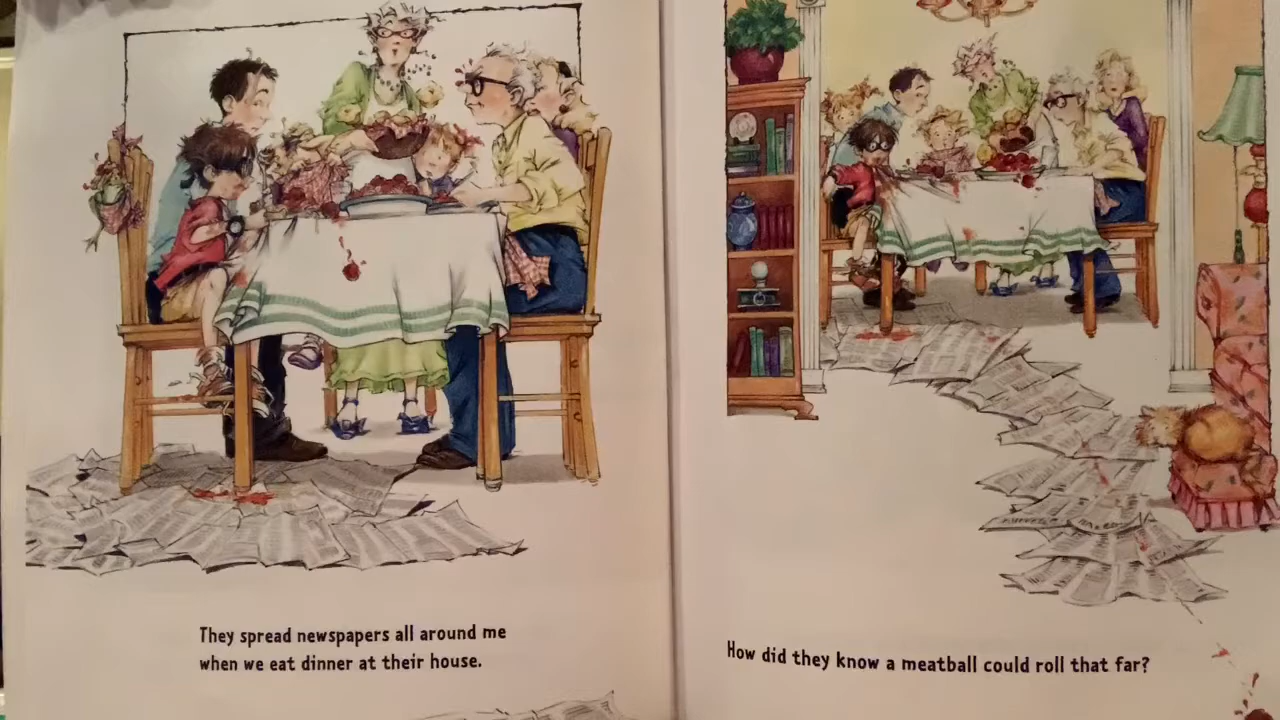 They spread newspapers all around me
when we eat dinner at their house.
How did they know a meatball could roll that far?